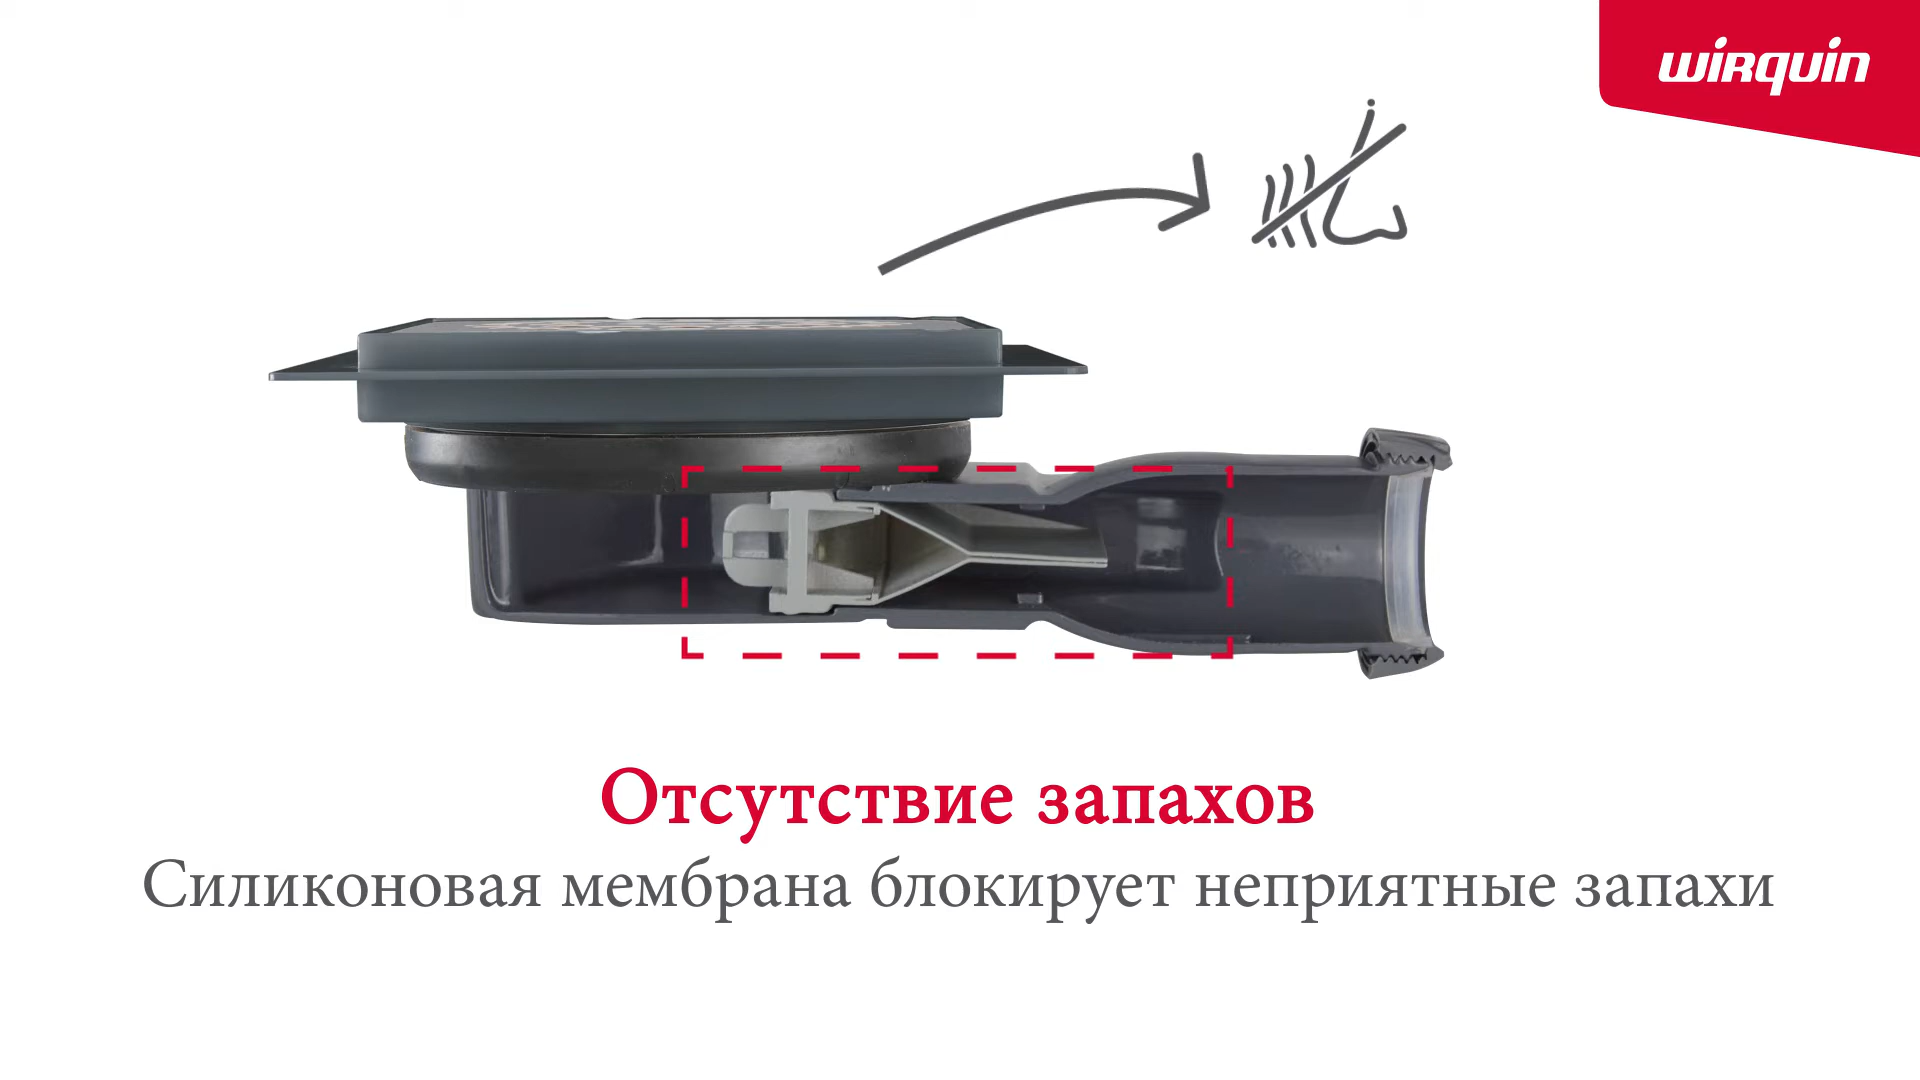 wirquin
Отсутствие запахов
Силиконовая мембрана блокирует неприятные запахи